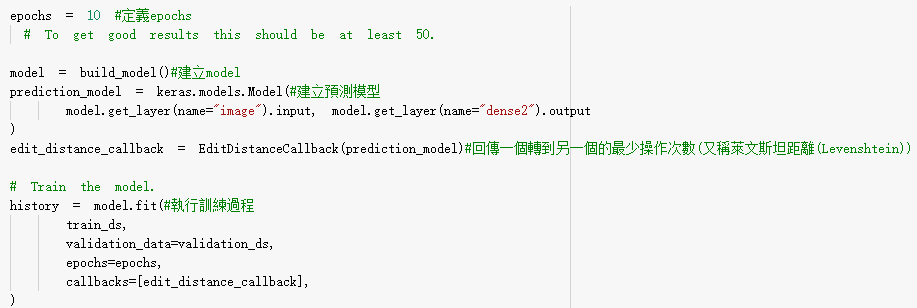 epochs = 10 #定義epochs
# To get good results this should be at least 50.
model = build_model()#建立model
prediction_model = keras.models.Model(#建立預測模型
model.get_layer(name="image").input, model.get_layer(name="dense2").output
)
edit_distance_callback = EditDistanceCallback(prediction_model)#回傳一個轉到另一個的最少操作次數(又稱萊文斯坦距離(Levenshtein))
# Train the model.
history = model.fit(#執行訓練過程
train_ds,
validation_data=validation_ds,
epochs=epochs,
callbacks=[edit_distance_callback],
)